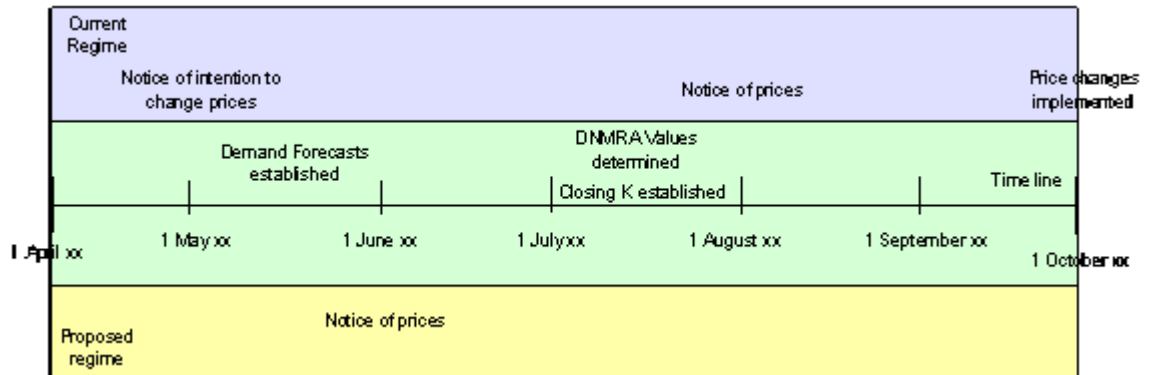 Current
Regime
Notice of intention to
change prices
Notice of prices
Price changes
implemented
Demand Forecasts
established
DNMRA Values
determined
Closing K established
Time line
1 April xx
1 May xx
1 June xx
1 July xx
1 August xx
1 September xx
1 October xx
Notice of prices
Proposed
regime